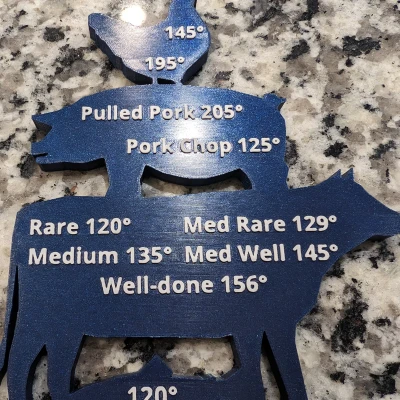 145°
195°
Pulled Pork 205°
Pork Chop 125°
Rare 120° Med Rare 129°
Medium 135° Med Well 145°
Well-done 156°
120°